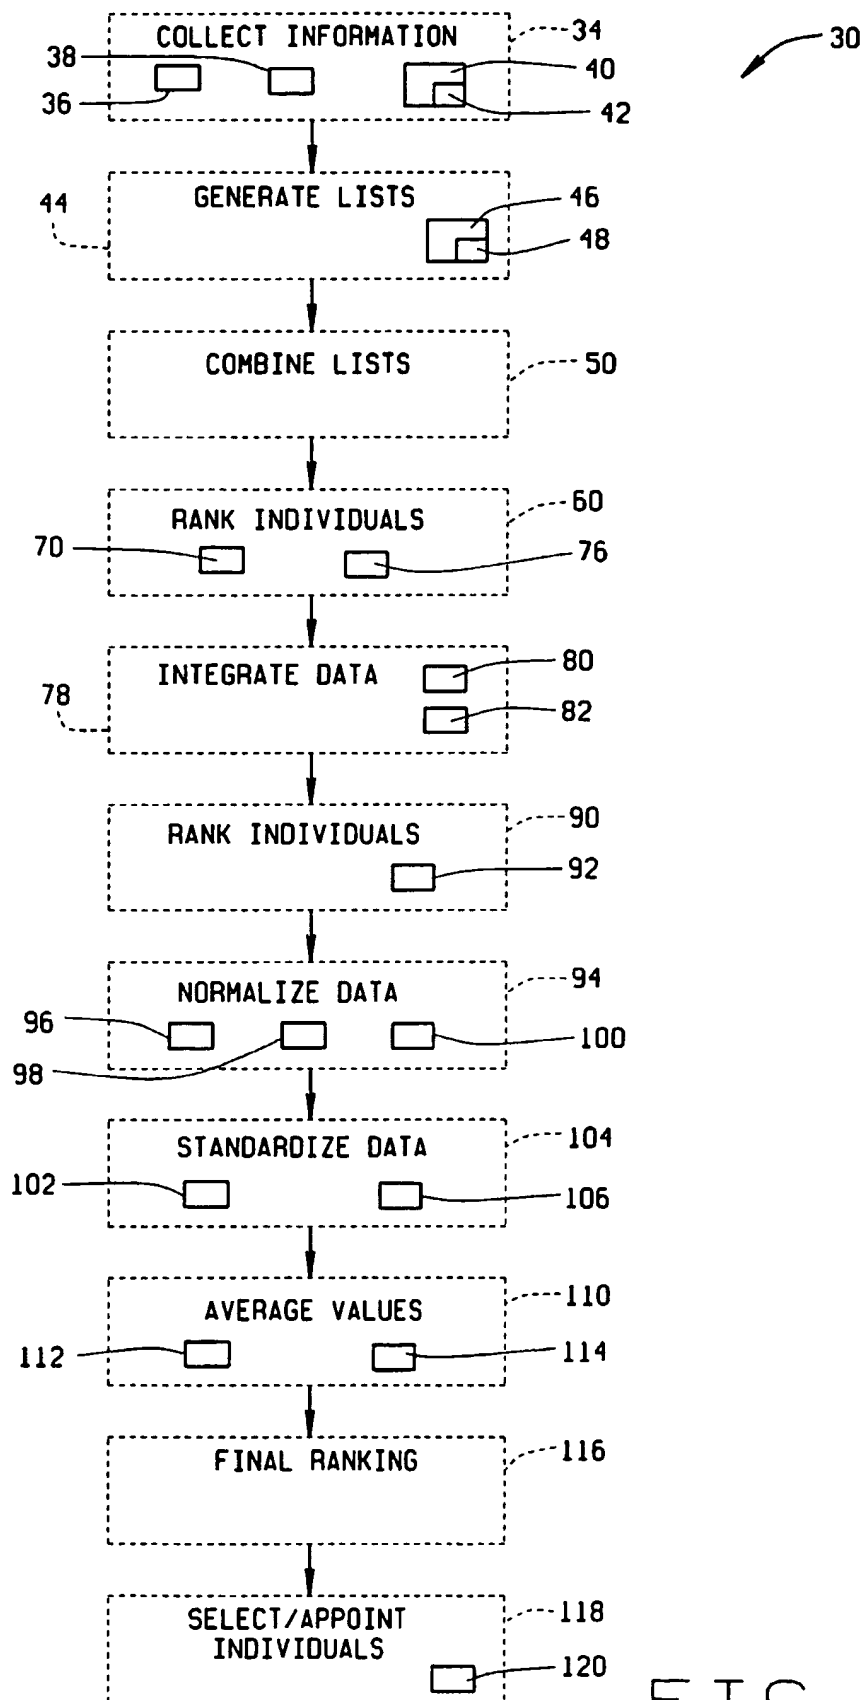 COLLECT INFORMATION
34
30
38
40
36
42
GENERATE LISTS
44
46
48
COMBINE LISTS
50
60
RANK INDIVIDUALS
70
76
INTEGRATE DATA
80
78
82
90
RANK INDIVIDUALS
92
94
NORMALIZE DATA
96
98
100
104
STANDARDIZE DATA
102
106
110
AVERAGE VALUES
112
114
FINAL RANKING
116
SELECT/APPOINT
INDIVIDUALS
118
120